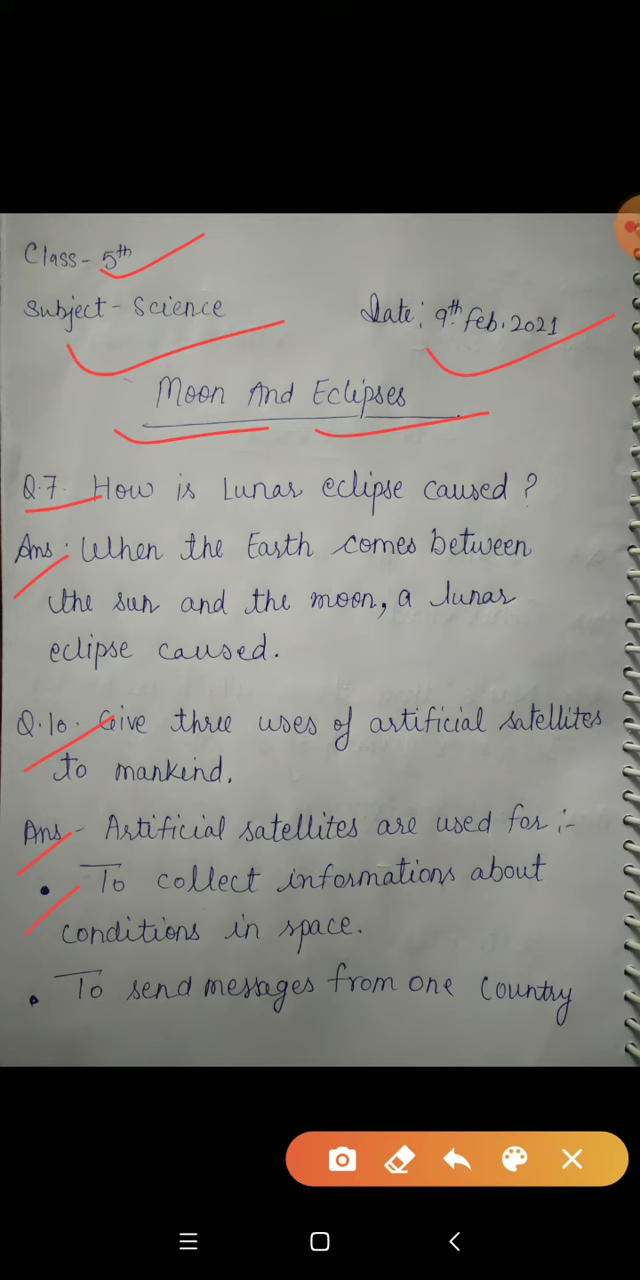 Class - 5th
Subject - Science
Date: 9th Feb. 2021
Moon And Eclipses
Q.7. How is Lunar eclipse caused ?
Ans : When the Earth comes between
the sun and the moon, a lunar
eclipse caused.
Q.10. Give three uses of artificial satellites
to mankind.
Ans - Artificial satellites are used for :-
• To collect informations about
conditions in space.
• To send messages from one country